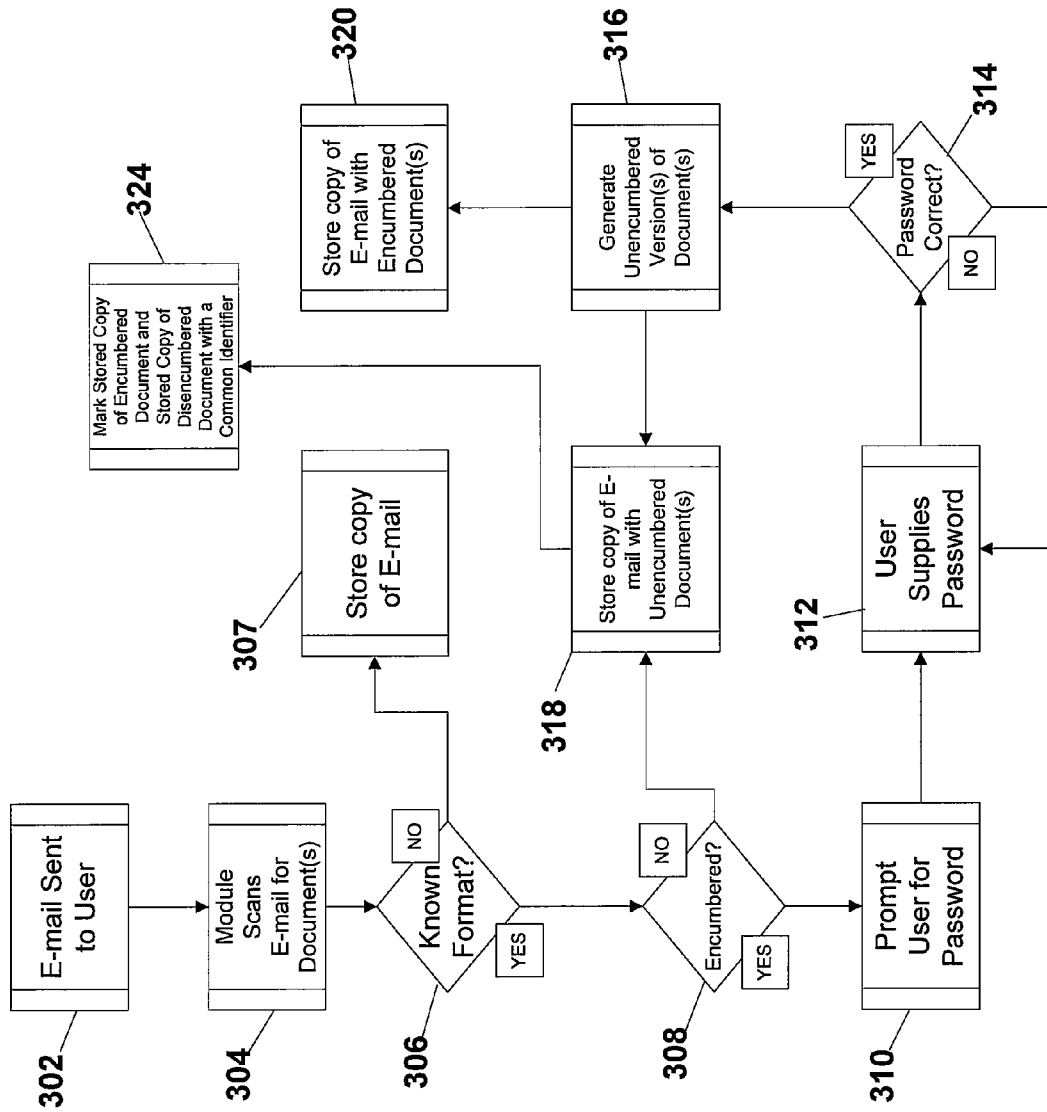 302
E-mail Sent
to User
304
Module
Scans
E-mail for
Document(s)
306
Known
Format?
NO
YES
307
Store copy
of E-mail
308
Encumbered?
NO
YES
310
Prompt
User for
Password
312
User
Supplies
Password
314
Password
Correct?
YES
NO
316
Generate
Unencumbered
Version(s) of
Document(s)
318
Store copy of E-
mail with
Unencumbered
Document(s)
320
Store copy of
E-mail with
Encumbered
Document(s)
324
Mark Stored Copy
of Encumbered
Document and
Stored Copy of
Disencumbered
Document with a
Common Identifier